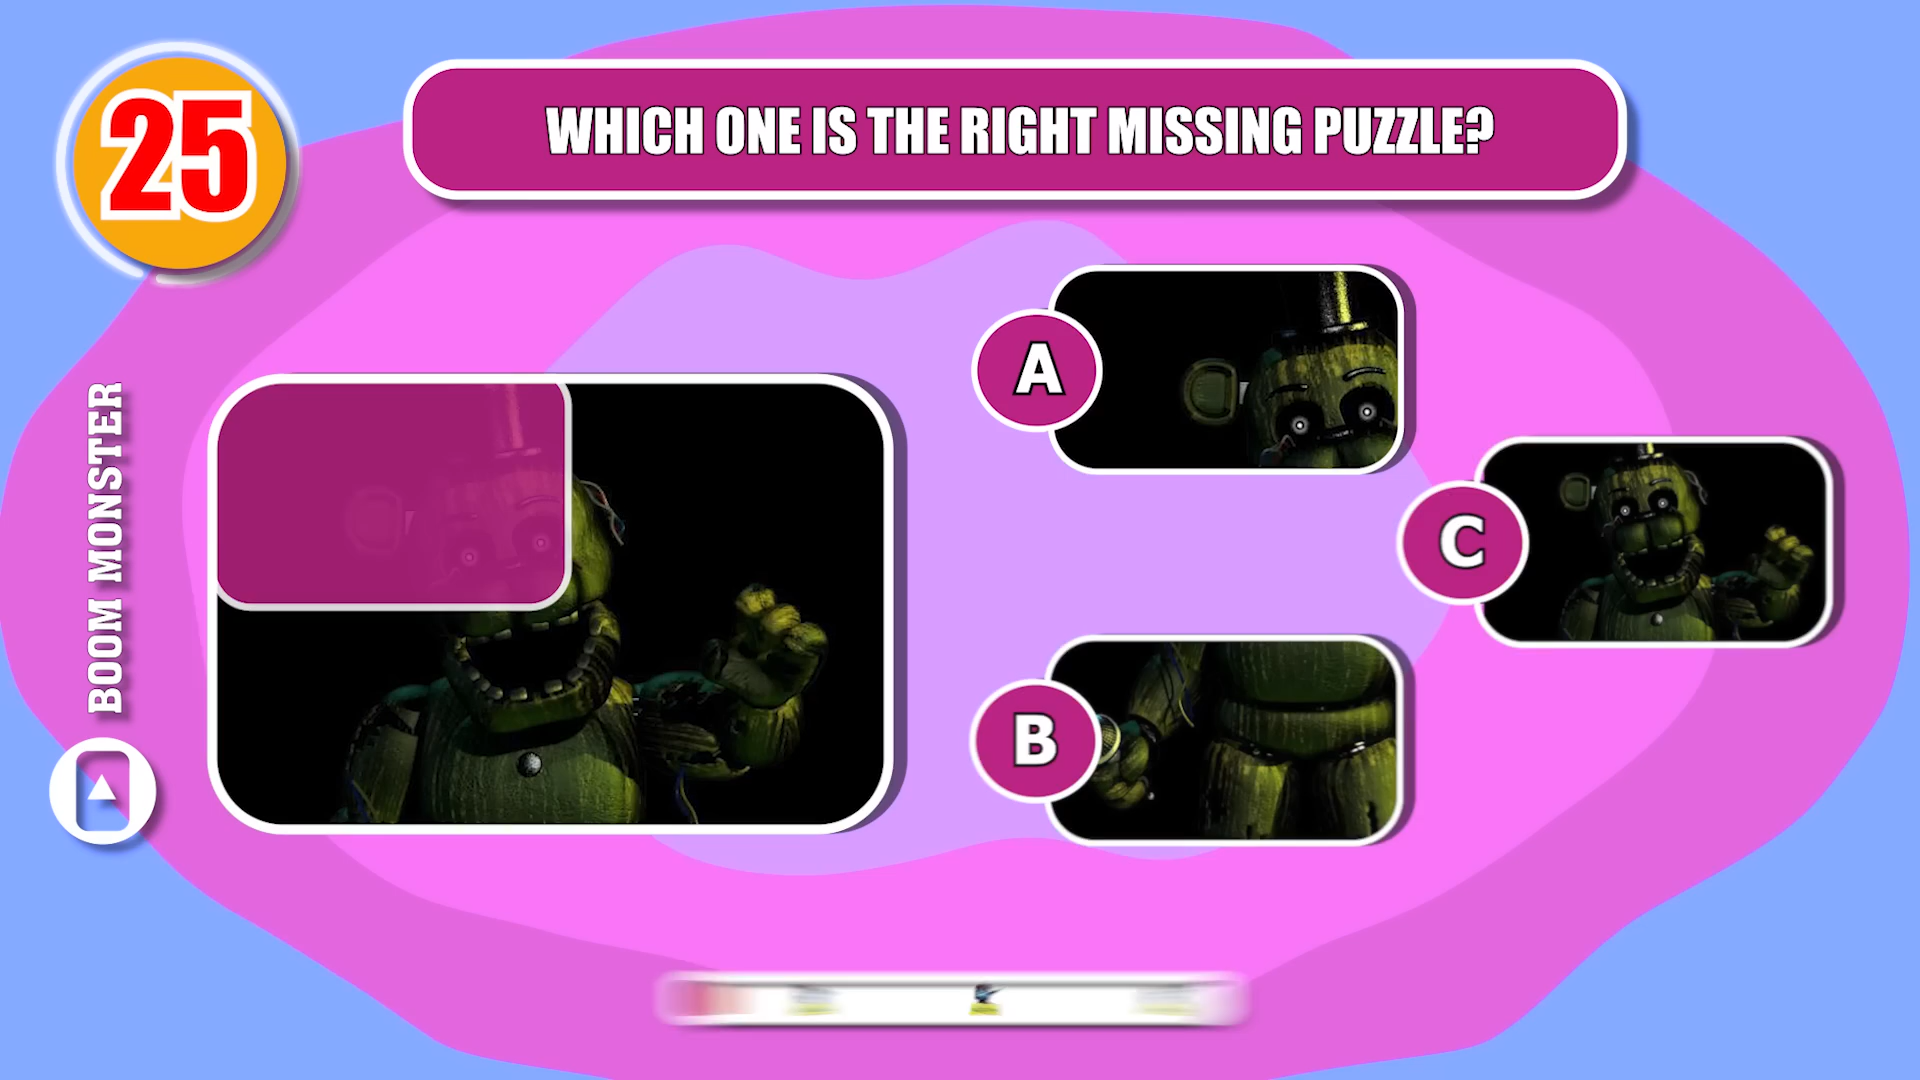 25
WHICH ONE IS THE RIGHT MISSING PUZZLE?
A
C
B
BOOM MONSTER